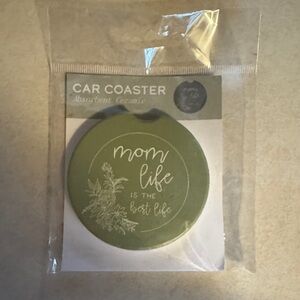 CAR COASTER
Absorbent Ceramic
mom
life
IS THE
best life